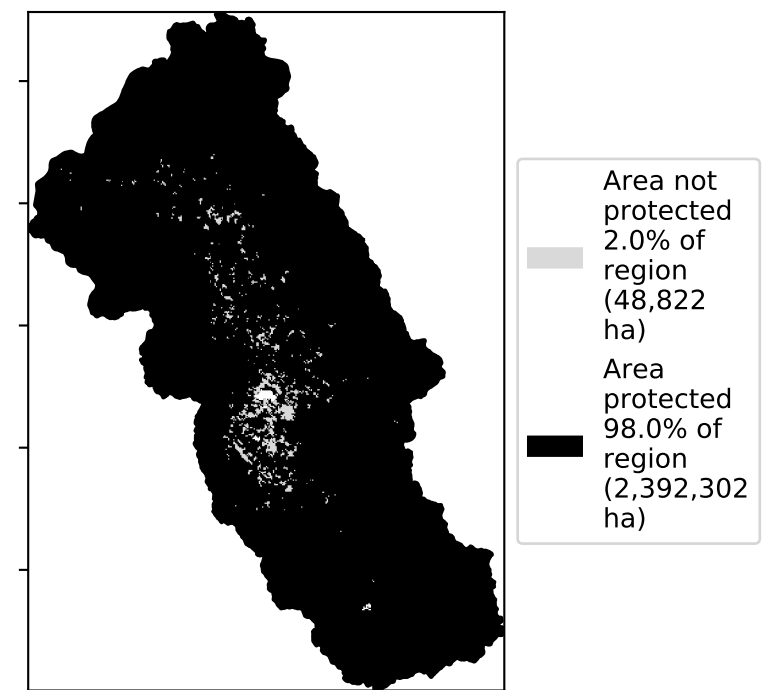 Area not
protected
2.0% of
region
(48,822
ha)
Area
protected
98.0% of
region
(2,392,302
ha)